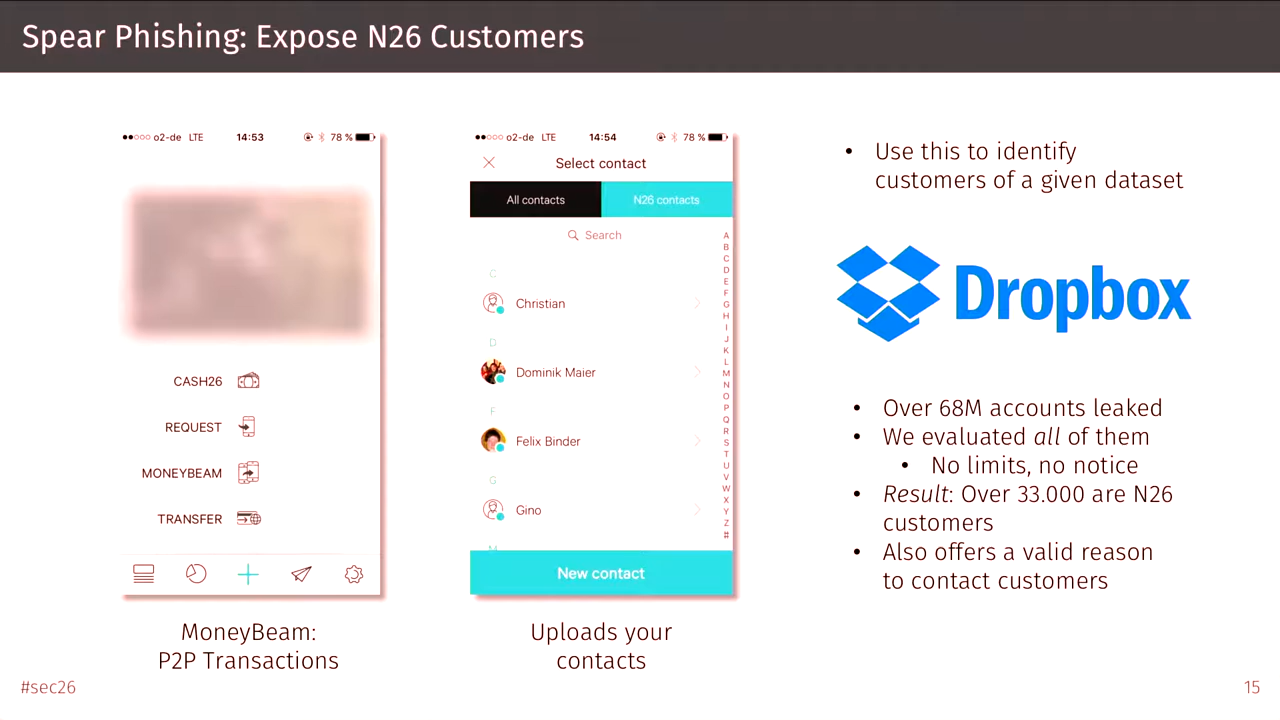 Spear Phishing: Expose N26 Customers
o2-de LTE 14:53 78 %
CASH26
REQUEST
MONEYBEAM
TRANSFER
MoneyBeam:
P2P Transactions
o2-de LTE 14:54 78 %
Select contact
All contacts N26 contacts
Search
C
Christian
D
Dominik Maier
F
Felix Binder
G
Gino
M
A
B
C
D
E
F
G
H
I
J
K
L
M
N
O
P
Q
R
S
T
U
V
W
X
Y
Z
#
New contact
Uploads your
contacts
• Use this to identify
customers of a given dataset
Dropbox
• Over 68M accounts leaked
• We evaluated all of them
• No limits, no notice
• Result: Over 33.000 are N26
customers
• Also offers a valid reason
to contact customers
#sec26
15